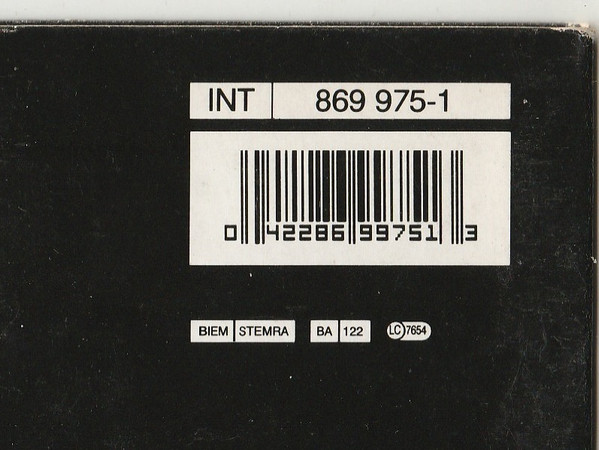 INT 869 975-1
0 42286 99751 3
BIEM STEMRA BA 122 LC 7654